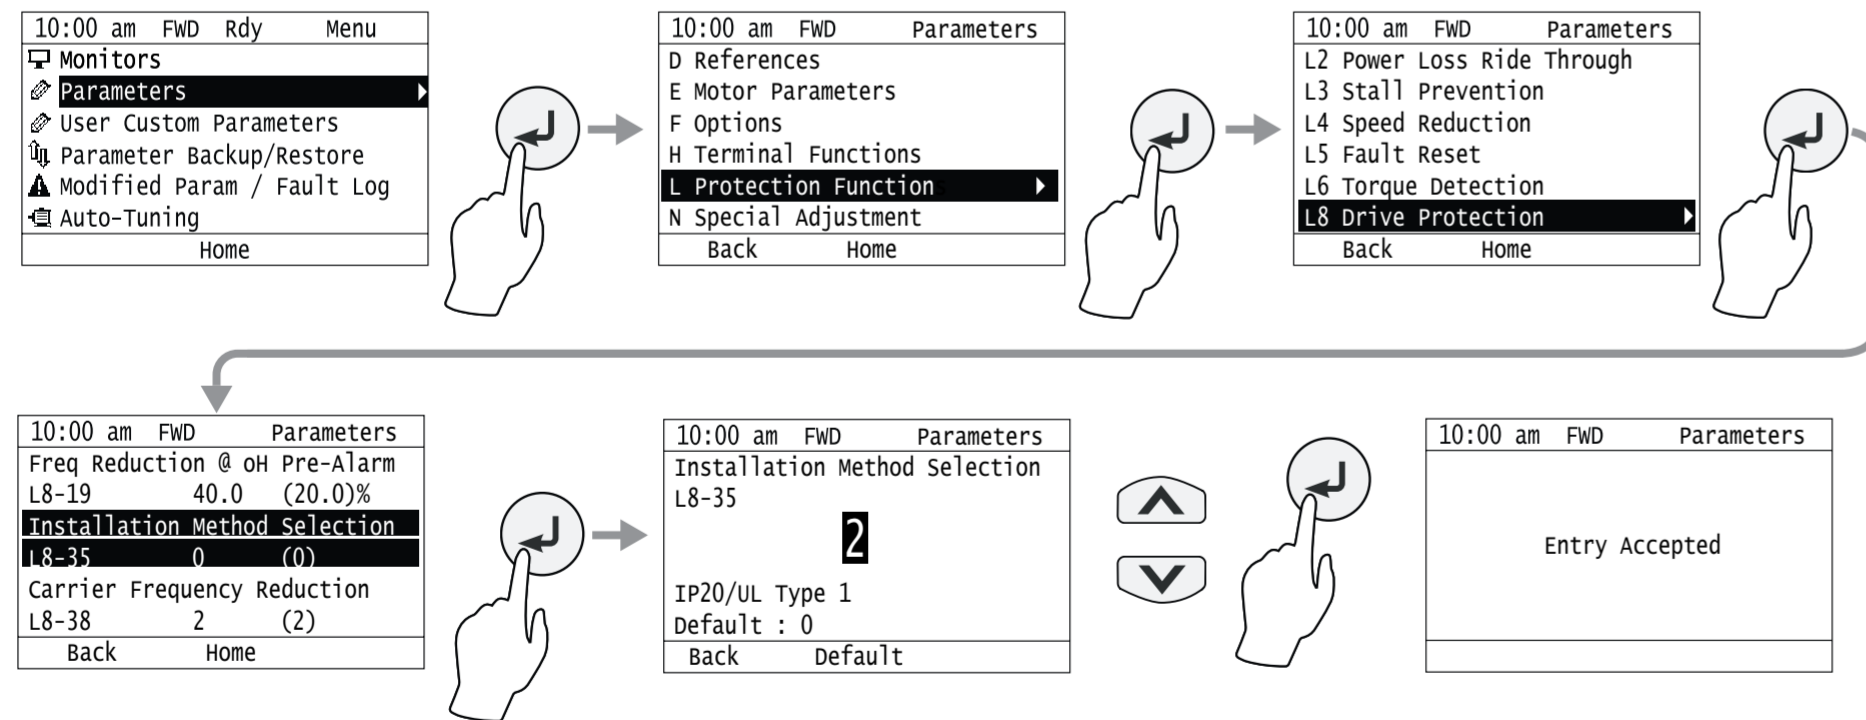 10:00 am FWD Rdy Menu
Monitors
Parameters
User Custom Parameters
Parameter Backup/Restore
Modified Param / Fault Log
Auto-Tuning
Home
10:00 am FWD Parameters
D References
E Motor Parameters
F Options
H Terminal Functions
L Protection Function
N Special Adjustment
Back Home
10:00 am FWD Parameters
L2 Power Loss Ride Through
L3 Stall Prevention
L4 Speed Reduction
L5 Fault Reset
L6 Torque Detection
L8 Drive Protection
Back Home
10:00 am FWD Parameters
Freq Reduction @ oH Pre-Alarm
L8-19 40.0 (20.0)%
Installation Method Selection
L8-35 0 (0)
Carrier Frequency Reduction
L8-38 2 (2)
Back Home
10:00 am FWD Parameters
Installation Method Selection
L8-35
2
IP20/UL Type 1
Default : 0
Back Default
10:00 am FWD Parameters
Entry Accepted